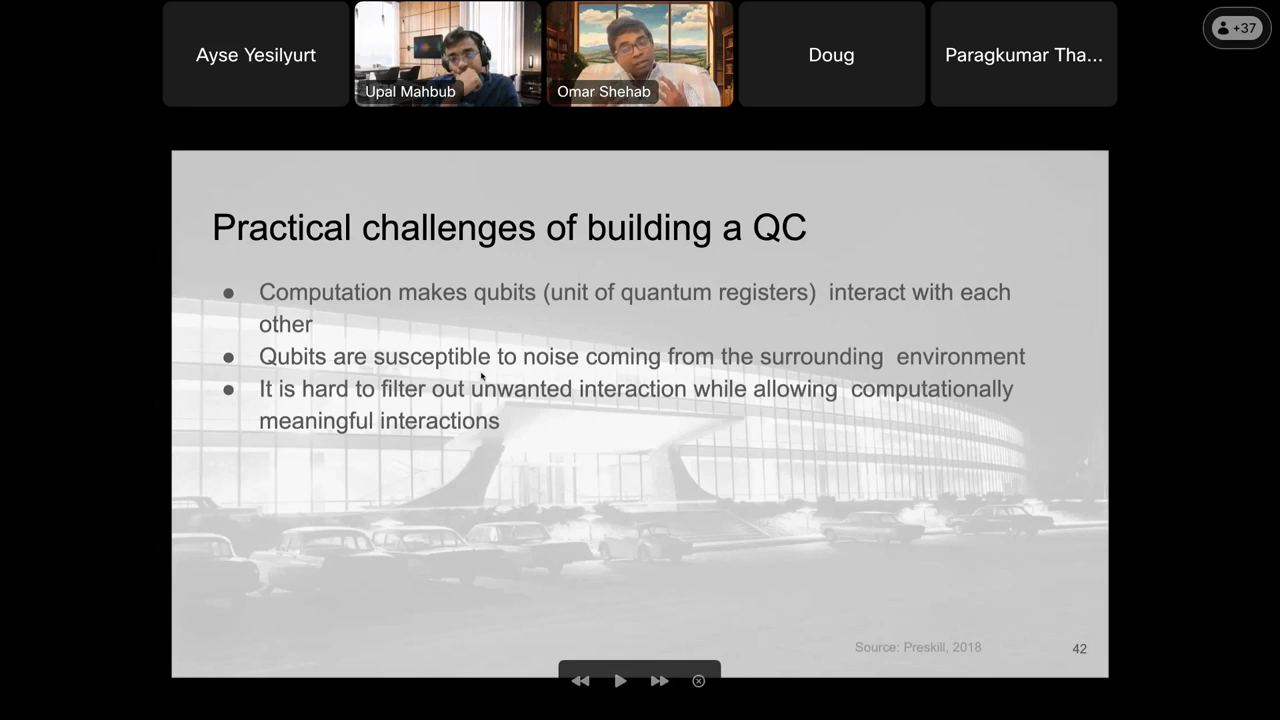 Ayse Yesilyurt
Upal Mahbub
Omar Shehab
Doug
Paragkumar Tha...
+37
Practical challenges of building a QC
● Computation makes qubits (unit of quantum registers)  interact with each
other
● Qubits are susceptible to noise coming from the surrounding  environment
● It is hard to filter out unwanted interaction while allowing  computationally
meaningful interactions
Source: Preskill, 2018
42